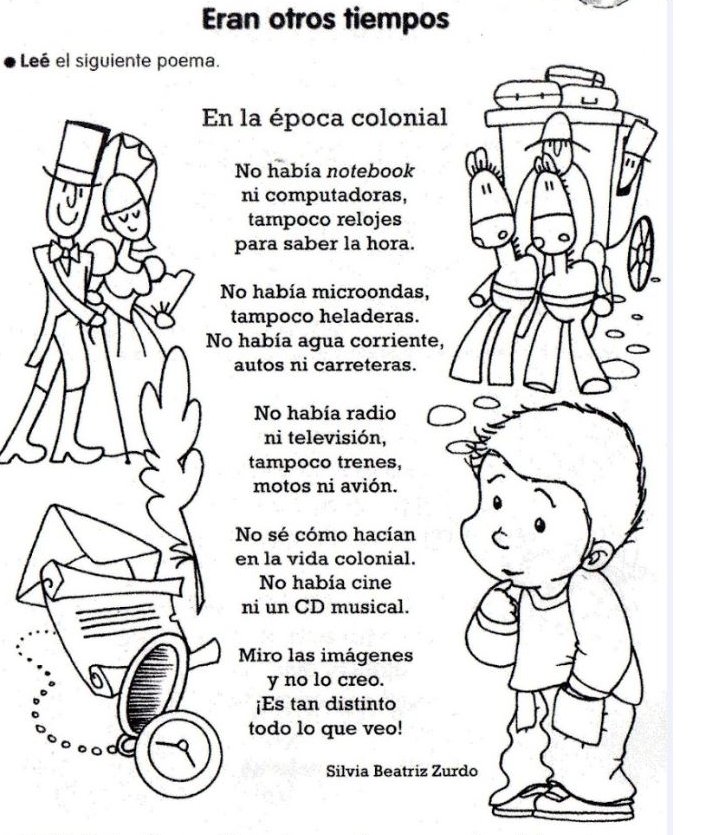 Eran otros tiempos
● Leé el siguiente poema.
En la época colonial
No había notebook
ni computadoras,
tampoco relojes
para saber la hora.
No había microondas,
tampoco heladeras.
No había agua corriente,
autos ni carreteras.
No había radio
ni televisión,
tampoco trenes,
motos ni avión.
No sé cómo hacían
en la vida colonial.
No había cine
ni un CD musical.
Miro las imágenes
y no lo creo.
¡Es tan distinto
todo lo que veo!
Silvia Beatriz Zurdo